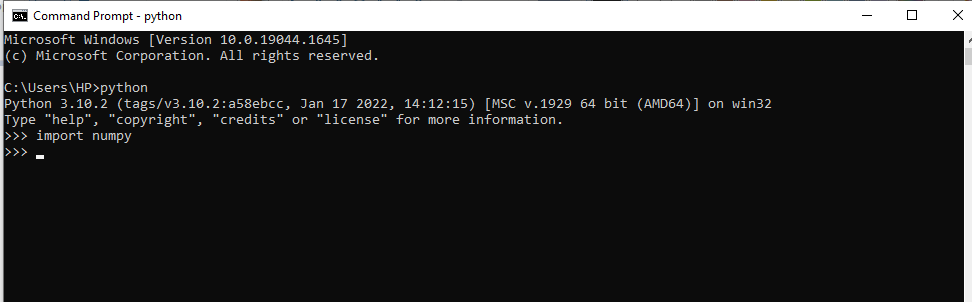 Command Prompt - python
Microsoft Windows [Version 10.0.19044.1645]
(c) Microsoft Corporation. All rights reserved.
C:\Users\HP>python
Python 3.10.2 (tags/v3.10.2:a58ebcc, Jan 17 2022, 14:12:15) [MSC v.1929 64 bit (AMD64)] on win32
Type "help", "copyright", "credits" or "license" for more information.
>>> import numpy
>>>